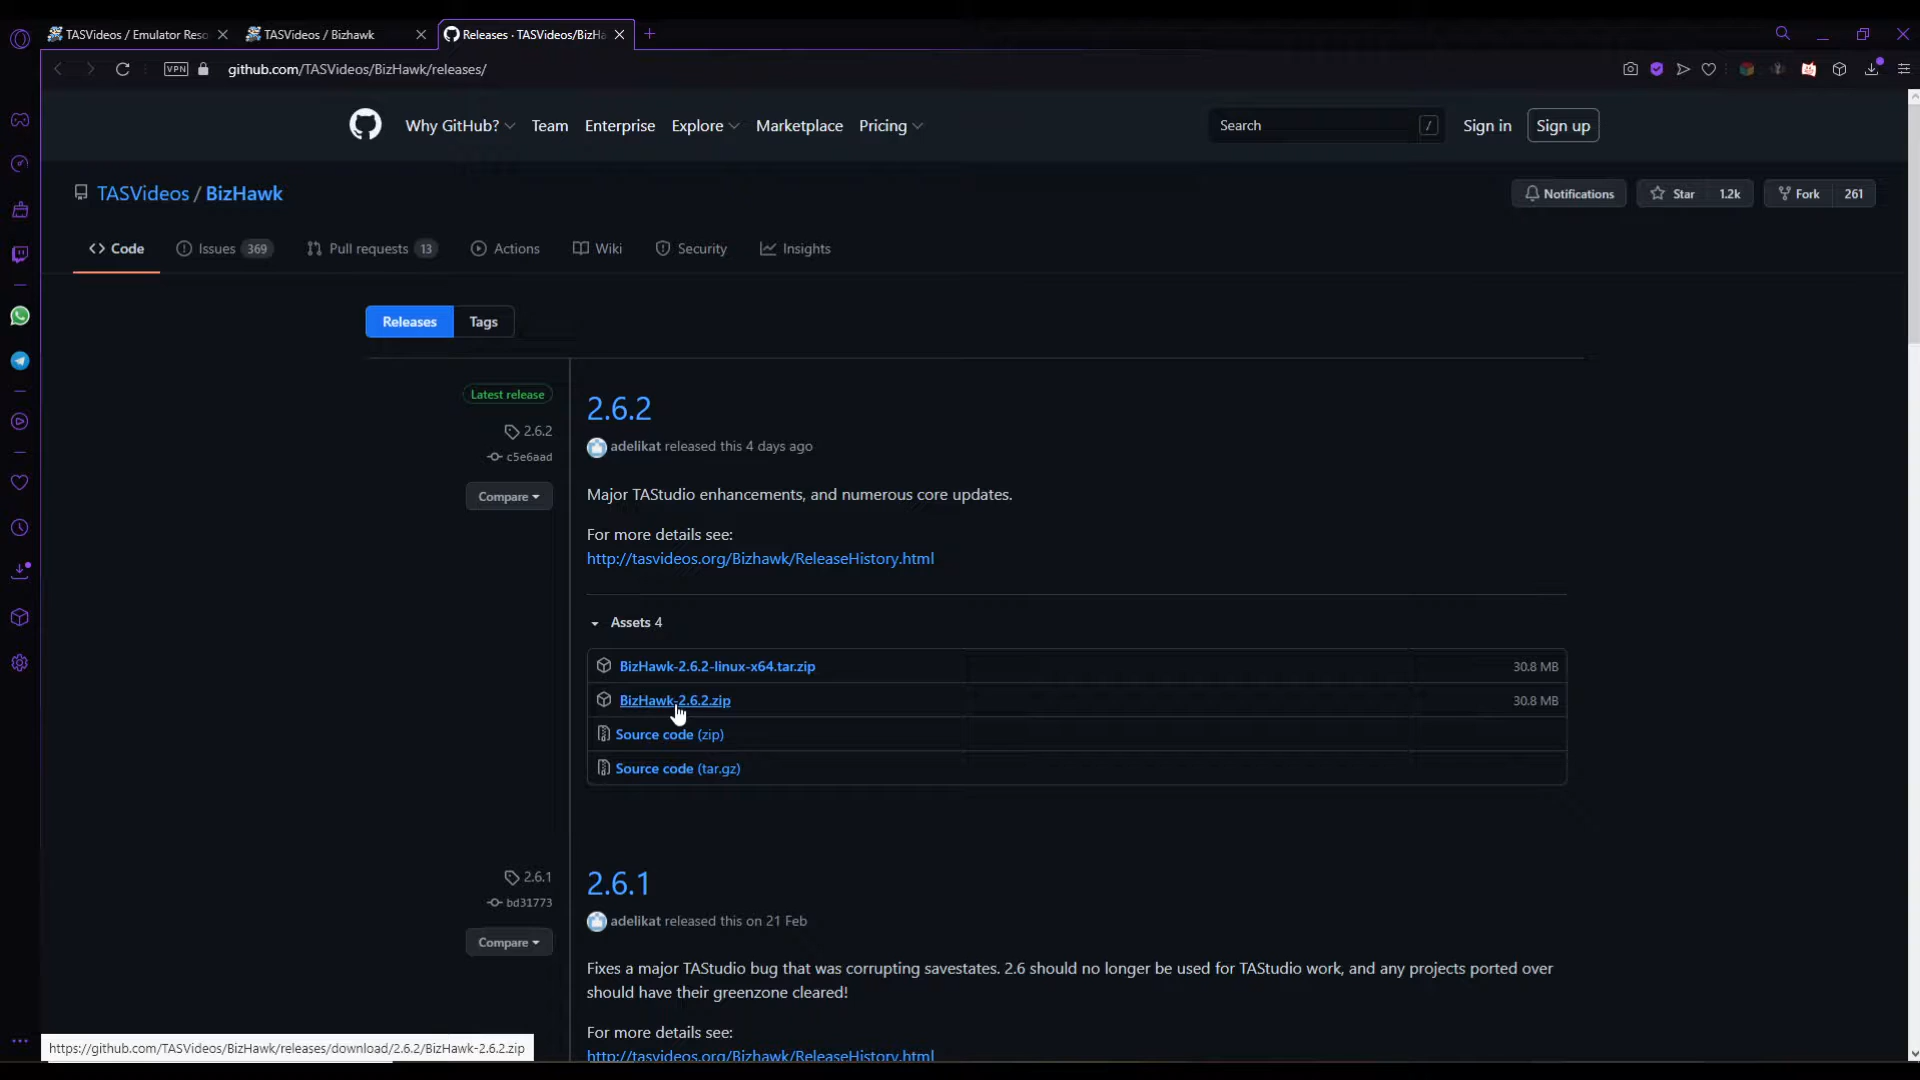 TASVideos / Emulator Reso
TASVideos / Bizhawk
Releases · TASVideos/BizHa
VPN
github.com/TASVideos/BizHawk/releases/
Why GitHub?
Team
Enterprise
Explore
Marketplace
Pricing
Search
/
Sign in
Sign up
TASVideos / BizHawk
Notifications
Star 1.2k
Fork 261
Code
Issues 369
Pull requests 13
Actions
Wiki
Security
Insights
Releases
Tags
Latest release
2.6.2
c5e6aad
Compare
2.6.2
adelikat released this 4 days ago
Major TAStudio enhancements, and numerous core updates.
For more details see:
http://tasvideos.org/Bizhawk/ReleaseHistory.html
Assets 4
BizHawk-2.6.2-linux-x64.tar.zip 30.8 MB
BizHawk-2.6.2.zip 30.8 MB
Source code (zip)
Source code (tar.gz)
2.6.1
bd31773
Compare
2.6.1
adelikat released this on 21 Feb
Fixes a major TAStudio bug that was corrupting savestates. 2.6 should no longer be used for TAStudio work, and any projects ported over
should have their greenzone cleared!
For more details see:
http://tasvideos.org/Bizhawk/ReleaseHistory.html
https://github.com/TASVideos/BizHawk/releases/download/2.6.2/BizHawk-2.6.2.zip